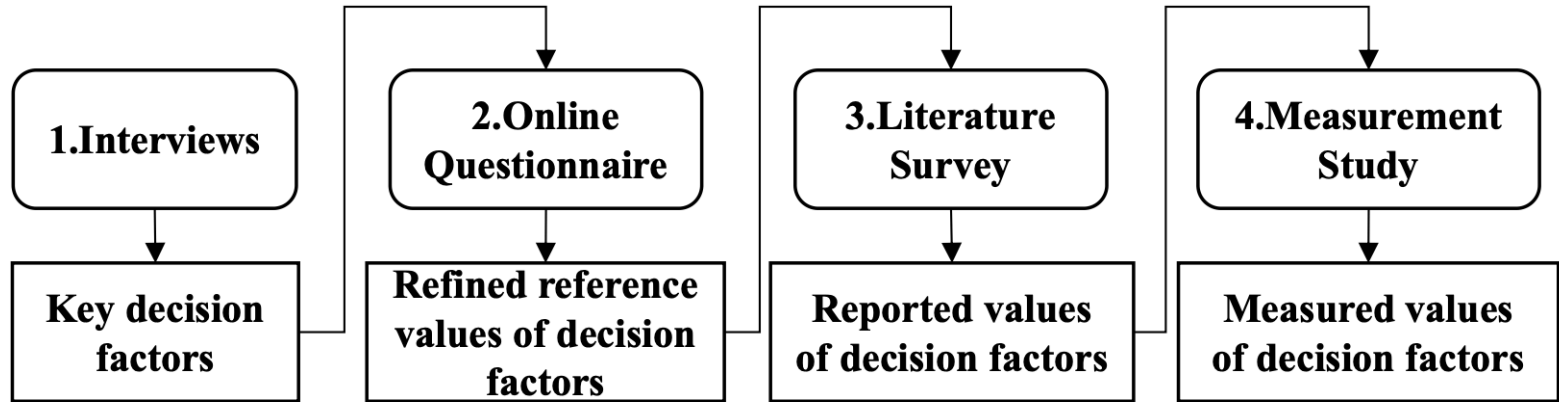 1.Interviews
Key decision
factors
2.Online
Questionnaire
Refined reference
values of decision
factors
3.Literature
Survey
Reported values
of decision factors
4.Measurement
Study
Measured values
of decision factors